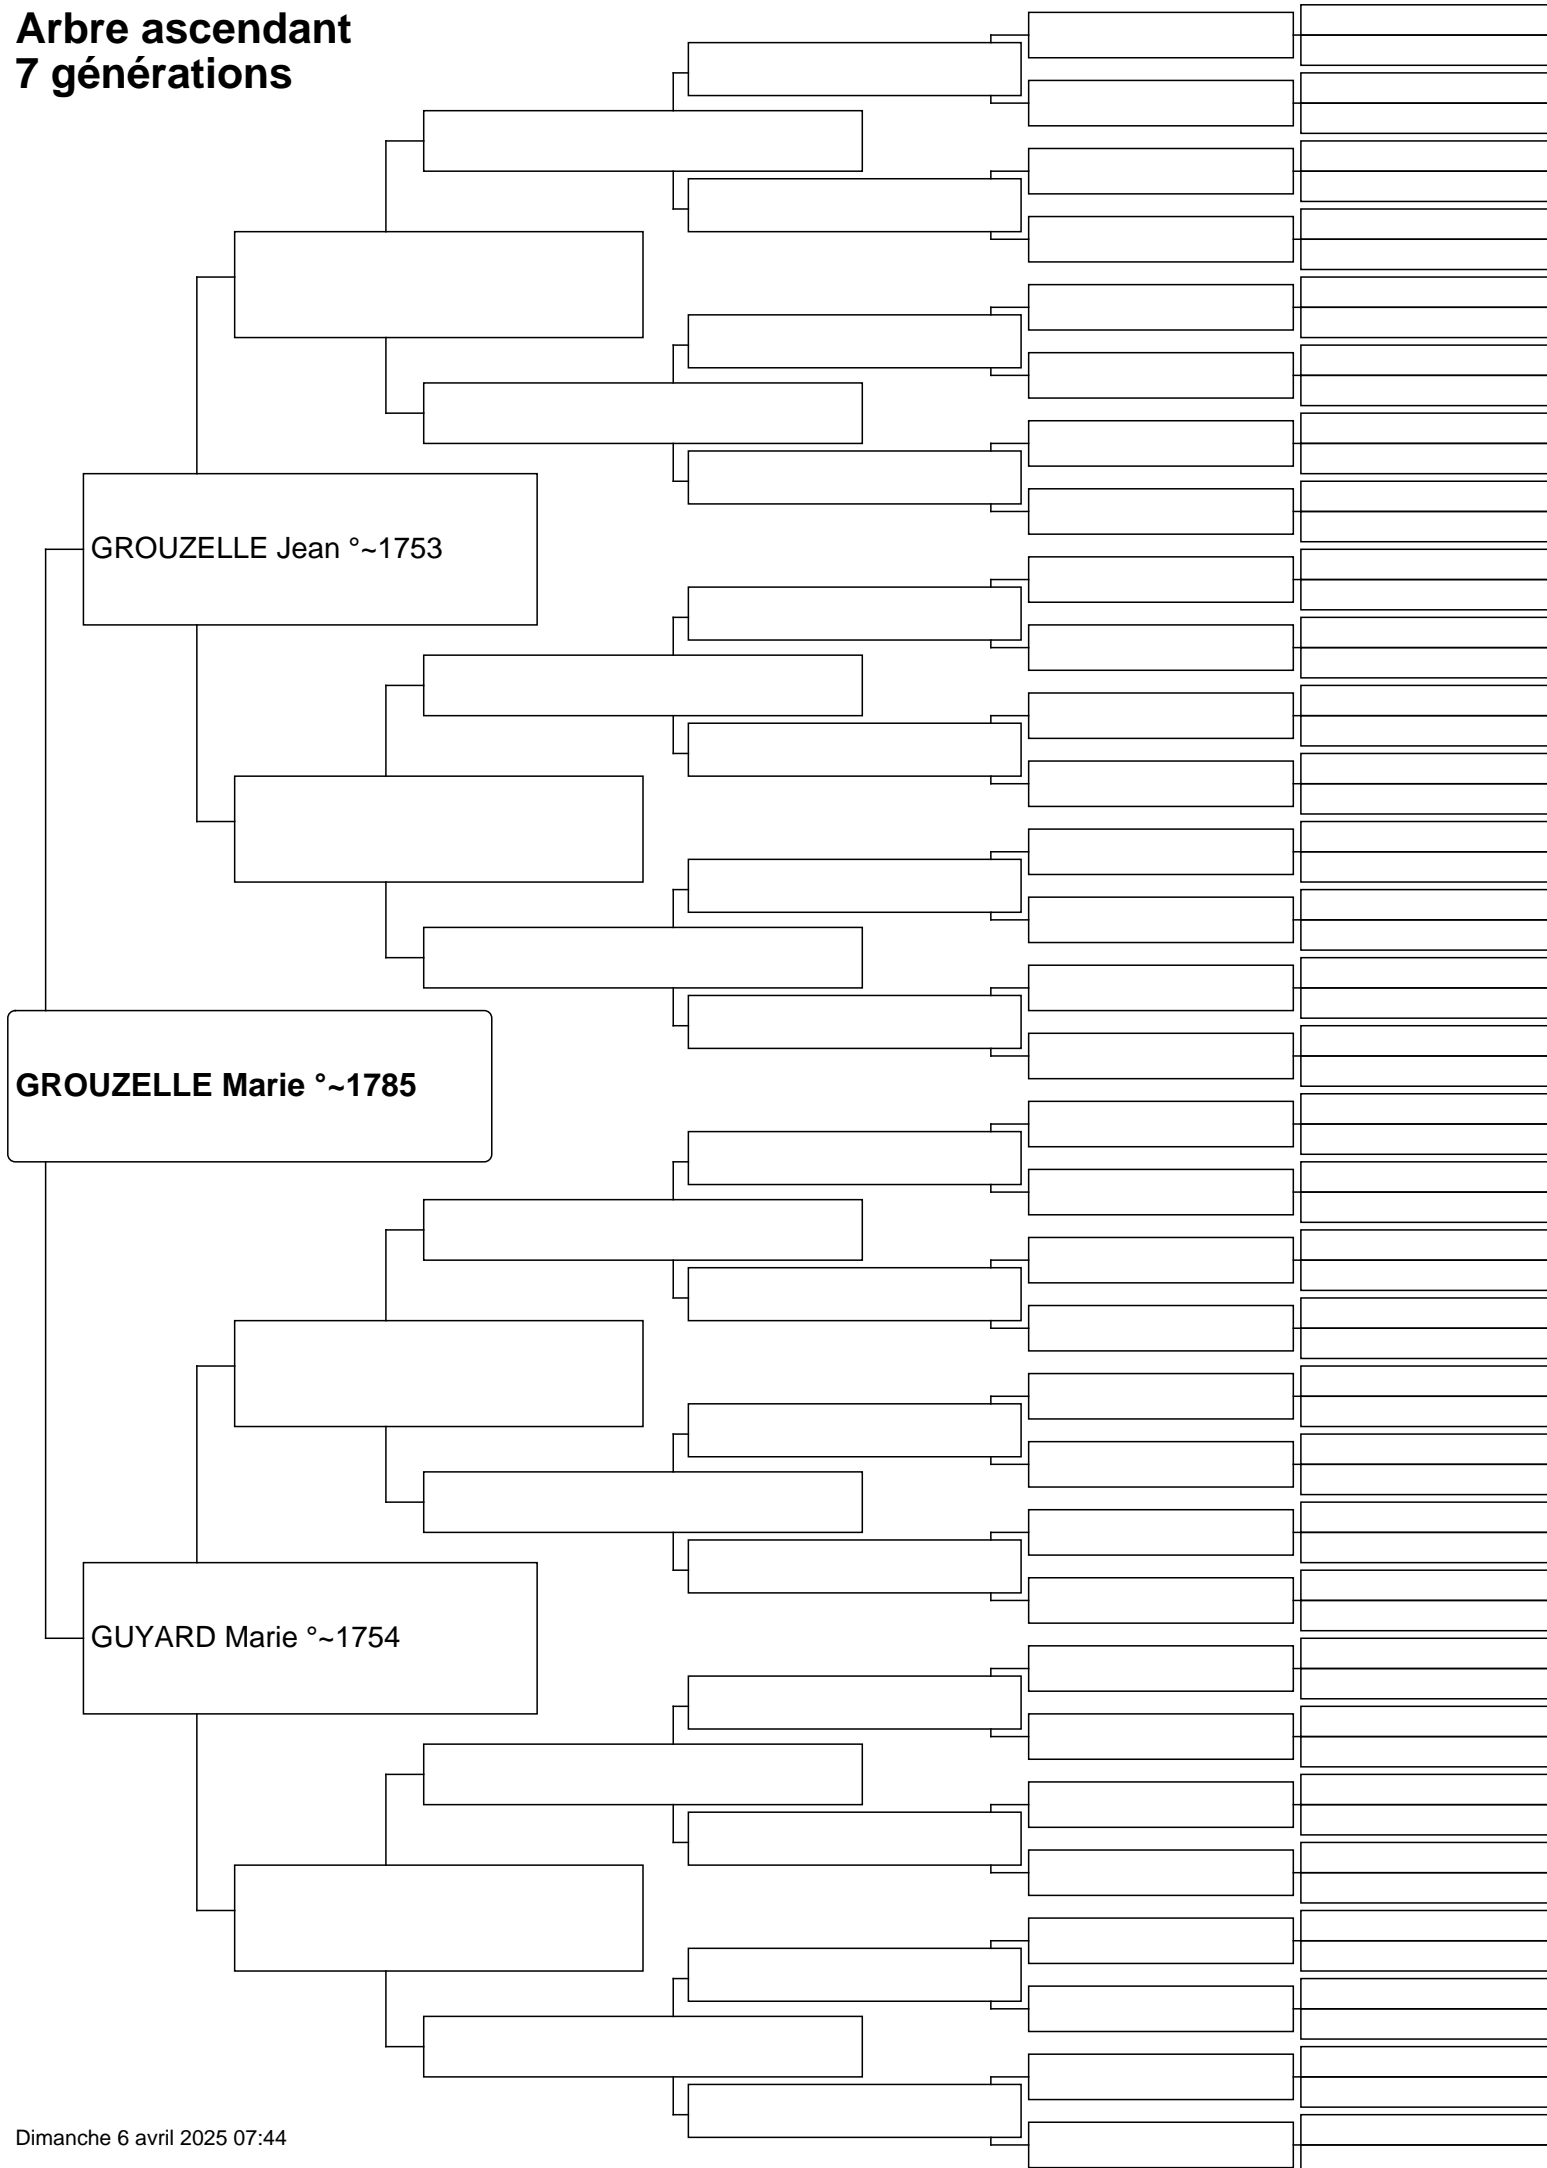 Arbre ascendant
7 générations
GROUZELLE Jean °~1753
GROUZELLE Marie °~1785
GUYARD Marie °~1754
Dimanche 6 avril 2025 07:44